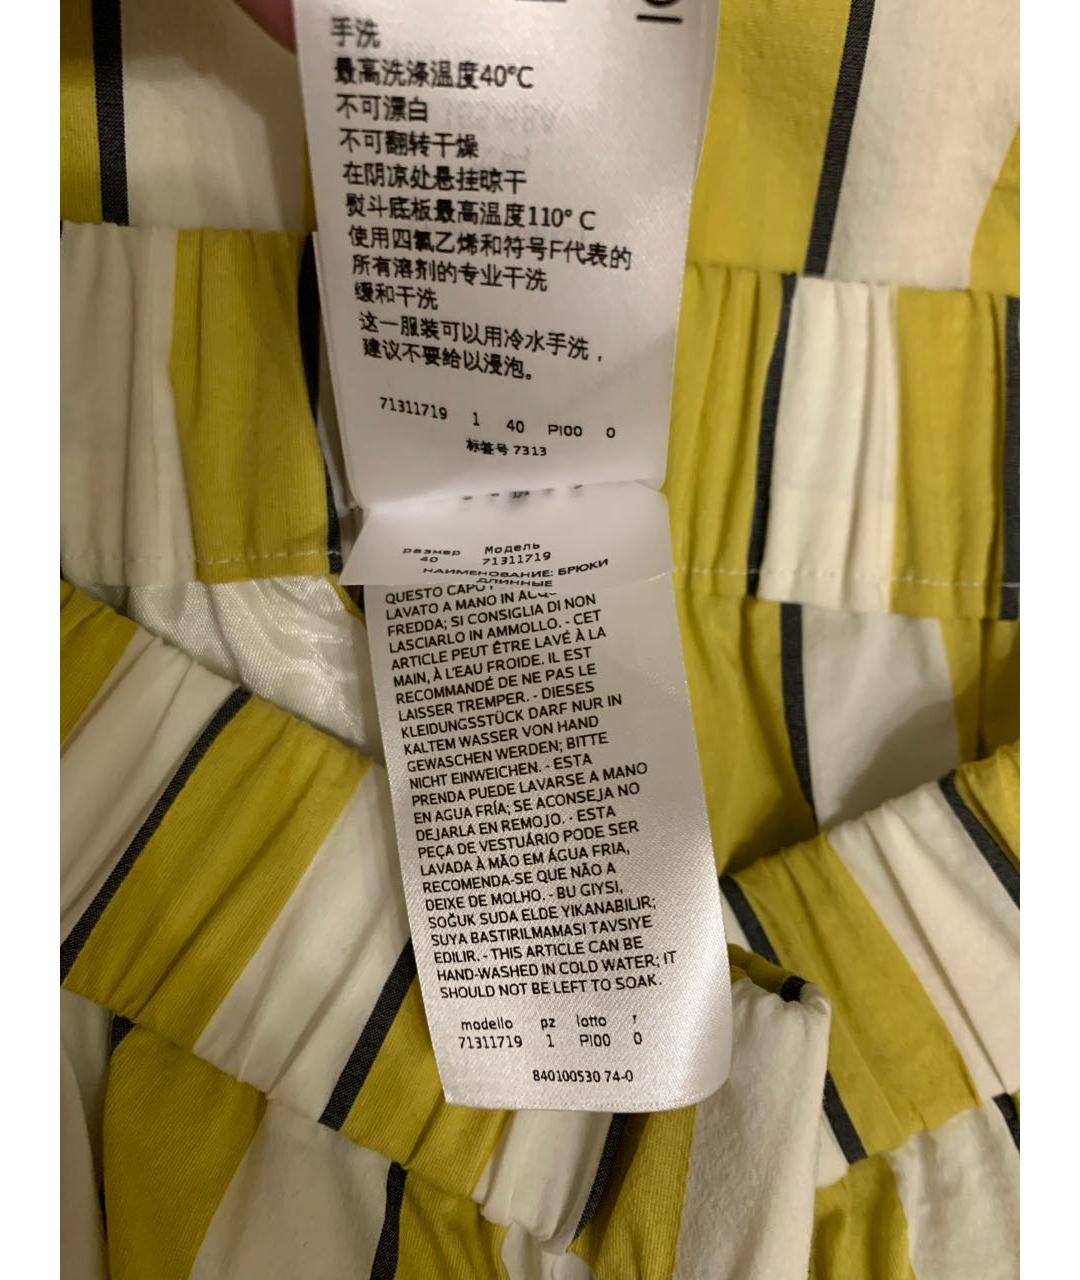 手洗
最高洗涤温度40°C
不可漂白
不可翻转干燥
在阴凉处悬挂晾干
熨斗底板最高温度110° C
使用四氯乙烯和符号F代表的
所有溶剂的专业干洗
缓和干洗
这一服装可以用冷水手洗，
建议不要给以浸泡。
71311719 1 40 PI00 0
标签号 7313
размер Модель
40 71311719
НАИМЕНОВАНИЕ: БРЮКИ
ДЛИННЫЕ
QUESTO
LAVATO A MANO IN
FREDDA; SI CONSIGLIA DI NON
LASCIARLO IN AMMOLLO. - CET
ARTICLE PEUT ÊTRE LAVÉ À LA
MAIN, À L'EAU FROIDE. IL EST
RECOMMANDÉ DE NE PAS LE
LAISSER TREMPER. - DIESES
KLEIDUNGSSTÜCK DARF NUR IN
KALTEM WASSER VON HAND
GEWASCHEN WERDEN; BITTE
NICHT EINWEICHEN. - ESTA
PRENDA PUEDE LAVARSE A MANO
EN AGUA FRÍA; SE ACONSEJA NO
DEJARLA EN REMOJO. - ESTA
PEÇA DE VESTUÁRIO PODE SER
LAVADA À MÃO EM ÁGUA FRIA,
RECOMENDA-SE QUE NÃO A
DEIXE DE MOLHO. - BU GIYSI,
SOĞUK SUDA ELDE YIKANABILIR;
SUYA BASTIRILMAMASI TAVSIYE
EDILIR. - THIS ARTICLE CAN BE
HAND-WASHED IN COLD WATER; IT
SHOULD NOT BE LEFT TO SOAK.
modello pz lotto r
71311719 1 PI00 0
840100530 74-0